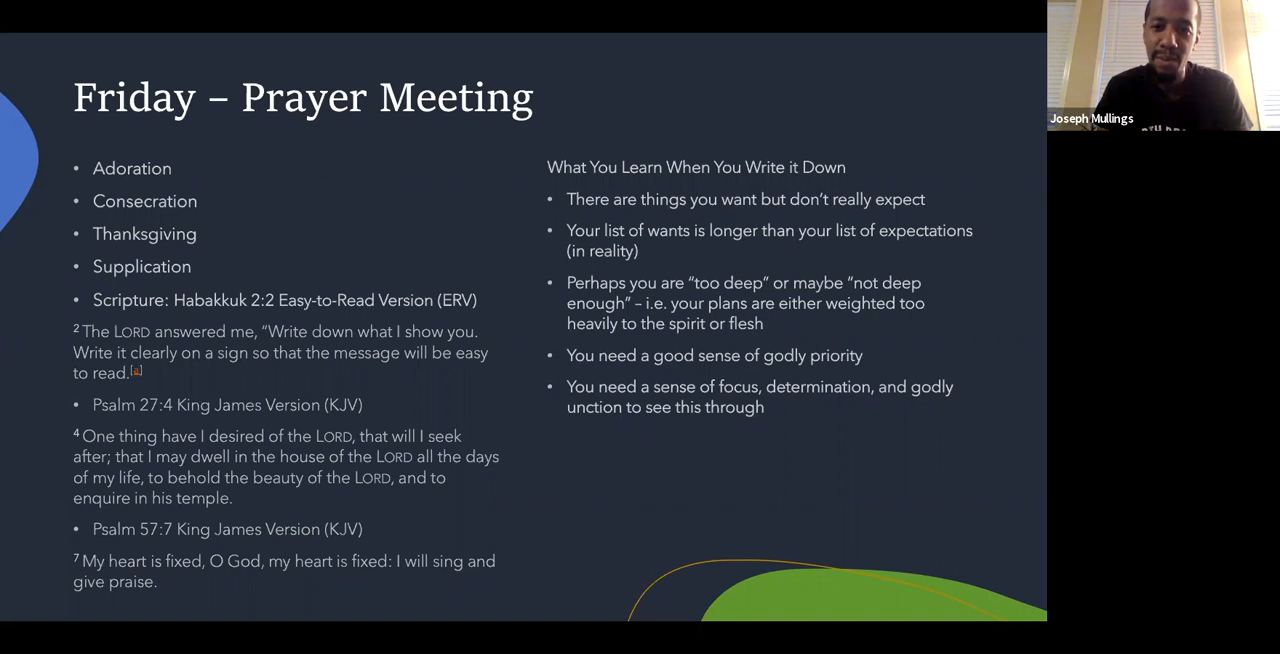 Friday – Prayer Meeting
• Adoration
• Consecration
• Thanksgiving
• Supplication
• Scripture: Habakkuk 2:2 Easy-to-Read Version (ERV)
2 The LORD answered me, “Write down what I show you.
Write it clearly on a sign so that the message will be easy
to read.[a]
• Psalm 27:4 King James Version (KJV)
4 One thing have I desired of the LORD, that will I seek
after; that I may dwell in the house of the LORD all the days
of my life, to behold the beauty of the LORD, and to
enquire in his temple.
• Psalm 57:7 King James Version (KJV)
7 My heart is fixed, O God, my heart is fixed: I will sing and
give praise.
What You Learn When You Write it Down
• There are things you want but don’t really expect
• Your list of wants is longer than your list of expectations
(in reality)
• Perhaps you are “too deep” or maybe “not deep
enough” – i.e. your plans are either weighted too
heavily to the spirit or flesh
• You need a good sense of godly priority
• You need a sense of focus, determination, and godly
unction to see this through
Joseph Mullings